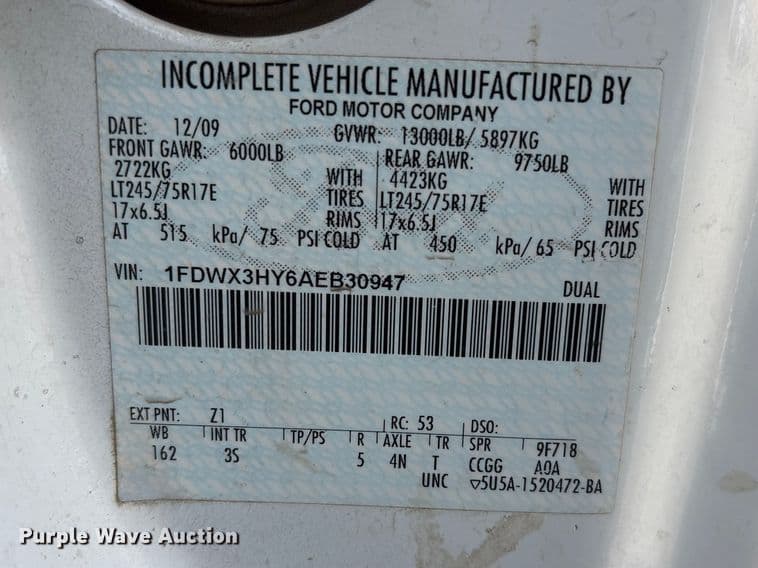 INCOMPLETE VEHICLE MANUFACTURED BY
FORD MOTOR COMPANY
DATE: 12/09 GVWR: 13000LB/ 5897KG
FRONT GAWR: 6000LB REAR GAWR: 9750LB
2722KG WITH 4423KG WITH
LT245/75R17E TIRES LT245/75R17E TIRES
17x6.5J RIMS 17x6.5J RIMS
AT 515 kPa/ 75 PSI COLD AT 450 kPa/ 65 PSI COLD
VIN: 1FDWX3HY6AEB30947 DUAL
EXT PNT: Z1 RC: 53 DSO:
WB INT TR TP/PS R AXLE TR SPR 9F718
162 3S 5 4N T CCGG A0A
UNC ▽5U5A-1520472-BA
Purple Wave Auction